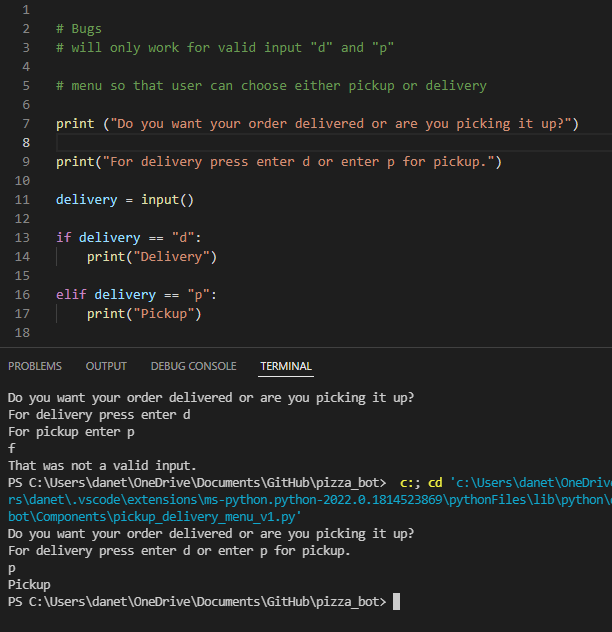 1
2 # Bugs
3 # will only work for valid input "d" and "p"
4
5 # menu so that user can choose either pickup or delivery
6
7 print ("Do you want your order delivered or are you picking it up?")
8
9 print("For delivery press enter d or enter p for pickup.")
10
11 delivery = input()
12
13 if delivery == "d":
14 print("Delivery")
15
16 elif delivery == "p":
17 print("Pickup")
18
PROBLEMS OUTPUT DEBUG CONSOLE TERMINAL
Do you want your order delivered or are you picking it up?
For delivery press enter d
For pickup enter p
f
That was not a valid input.
PS C:\Users\danet\OneDrive\Documents\GitHub\pizza_bot> c:; cd 'c:\Users\danet\OneDrive
rs\danet\.vscode\extensions\ms-python.python-2022.0.1814523869\pythonFiles\lib\python\
bot\Components\pickup_delivery_menu_v1.py'
Do you want your order delivered or are you picking it up?
For delivery press enter d or enter p for pickup.
p
Pickup
PS C:\Users\danet\OneDrive\Documents\GitHub\pizza_bot>